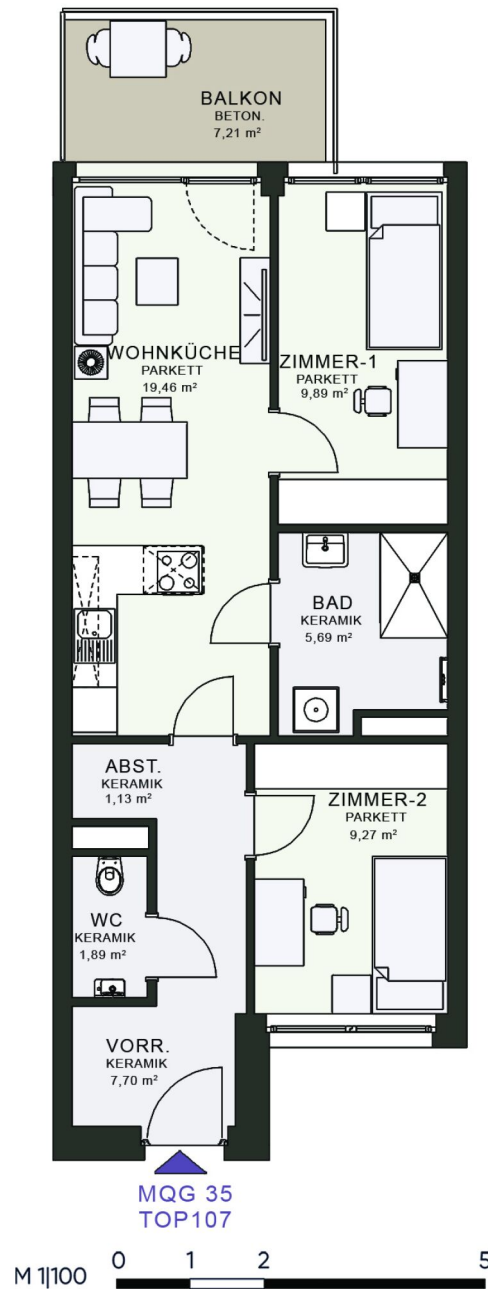 BALKON
BETON.
7,21 m²
WOHNKÜCHE
PARKETT
19,46 m²
ZIMMER-1
PARKETT
9,89 m²
BAD
KERAMIK
5,69 m²
ABST.
KERAMIK
1,13 m²
ZIMMER-2
PARKETT
9,27 m²
WC
KERAMIK
1,89 m²
VORR.
KERAMIK
7,70 m²
MQG 35
TOP107
M 1|100 0 1 2 5